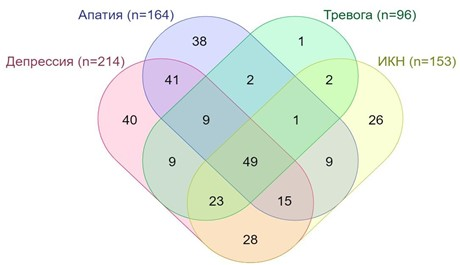 Апатия (n=164) Тревога (n=96)
Депрессия (n=214) ИКН (n=153)
38 1
41 2 2
40 9 1 26
9 49 9
23 15
28